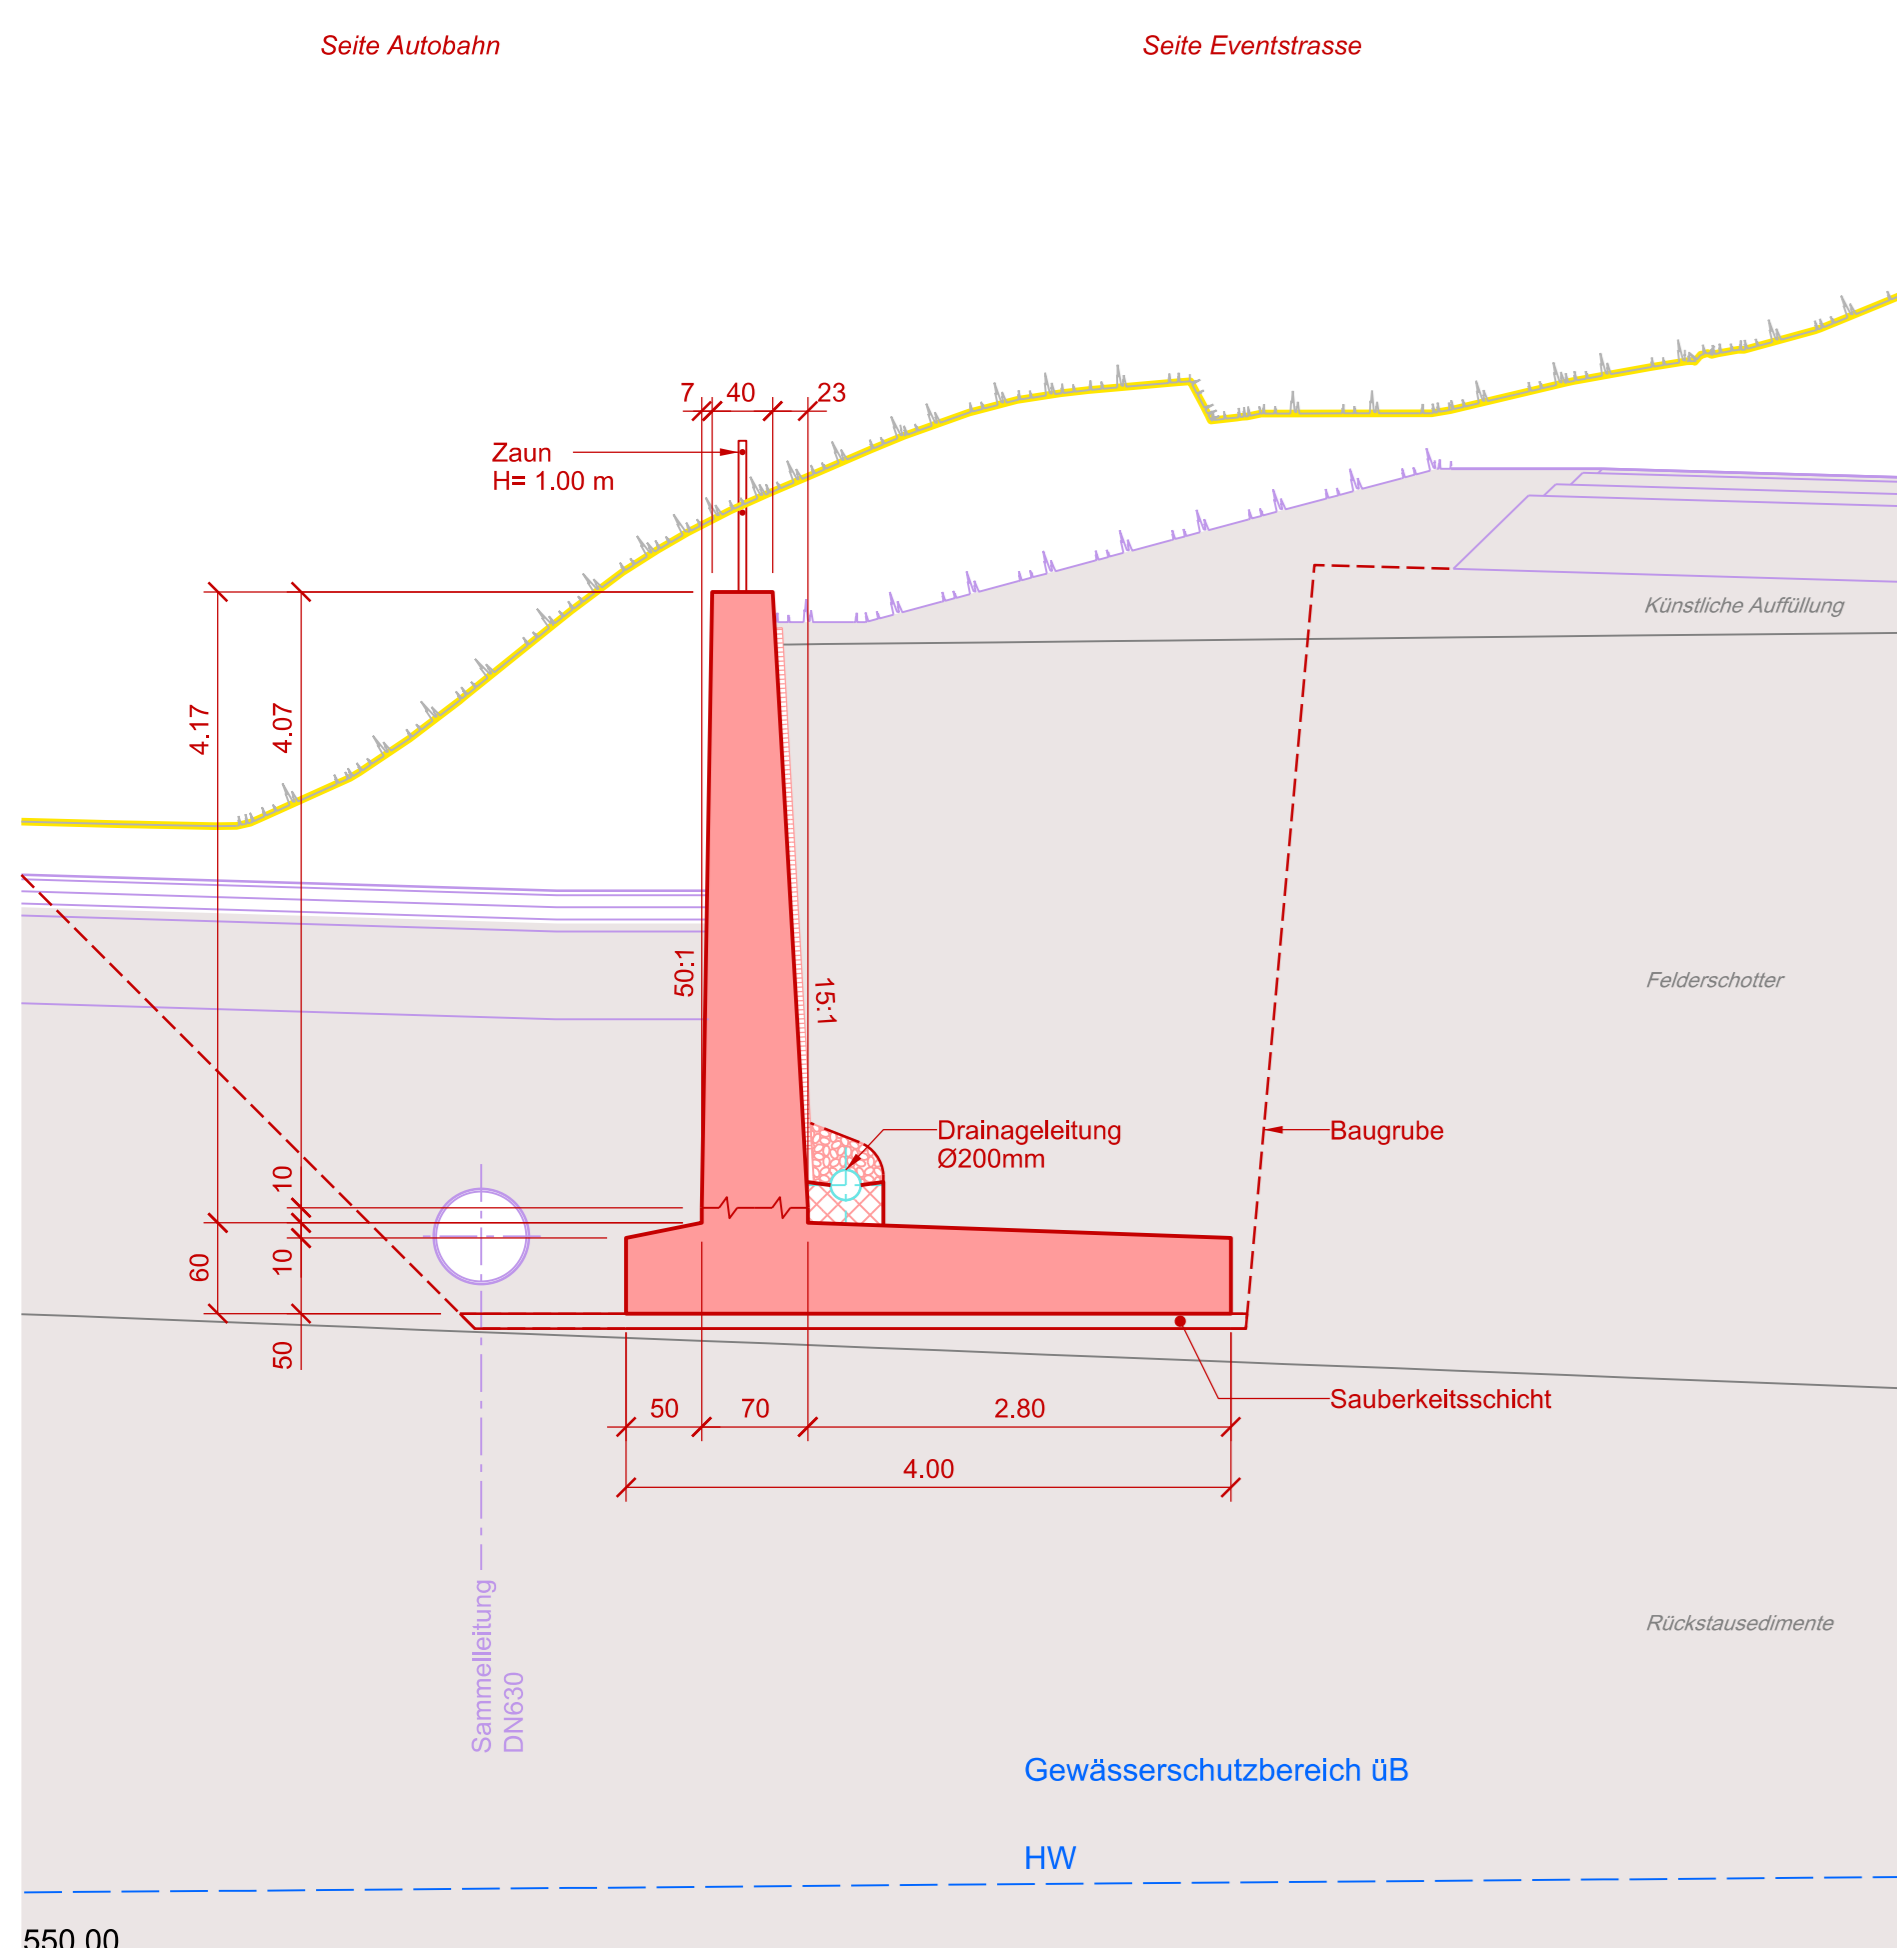 Seite Autobahn
Seite Eventstrasse
7
40
23
Zaun
H= 1.00 m
Künstliche Auffüllung
4.17
4.07
50:1
15:1
Felderschotter
Drainageleitung
Ø200mm
Baugrube
10
60
10
50
Sauberkeitsschicht
50
70
2.80
4.00
Sammelleitung
DN630
Rückstausedimente
Gewässerschutzbereich üB
HW
550.00